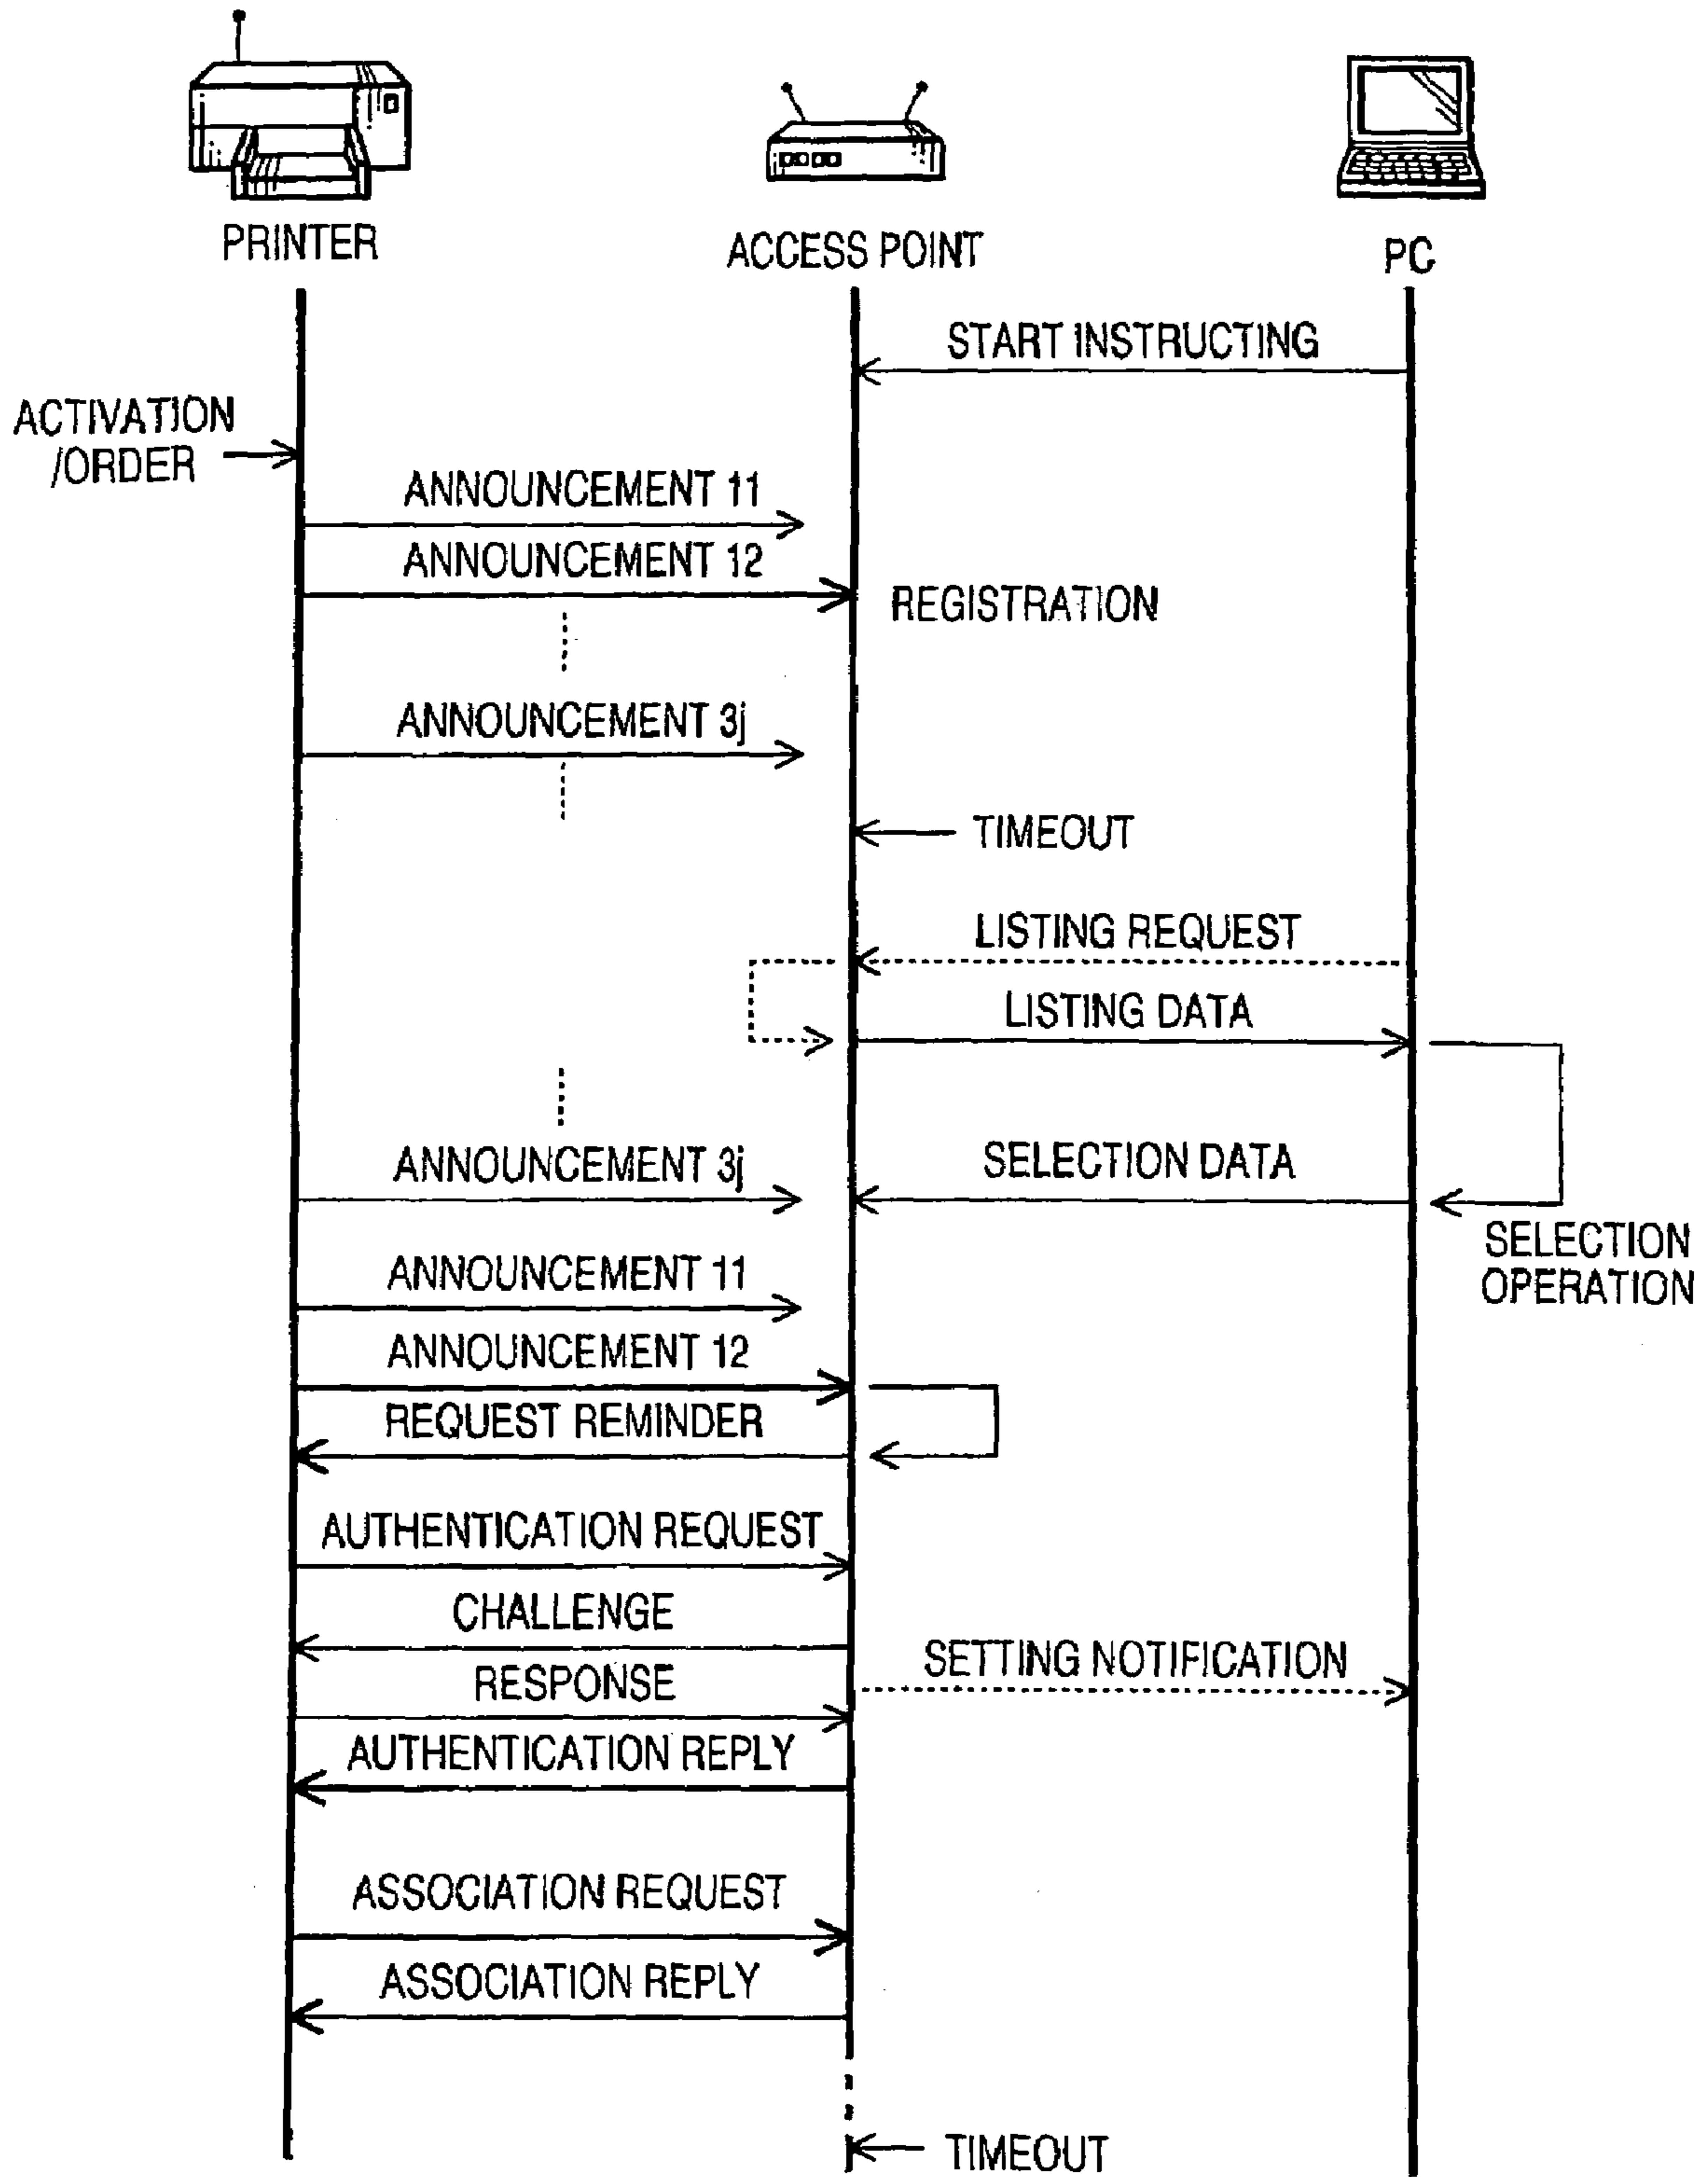 PRINTER
ACCESS POINT
PC
START INSTRUCTING
ACTIVATION
/ORDER
ANNOUNCEMENT 11
ANNOUNCEMENT 12
REGISTRATION
ANNOUNCEMENT 3j
TIMEOUT
LISTING REQUEST
LISTING DATA
ANNOUNCEMENT 3j
SELECTION DATA
SELECTION
OPERATION
ANNOUNCEMENT 11
ANNOUNCEMENT 12
REQUEST REMINDER
AUTHENTICATION REQUEST
CHALLENGE
SETTING NOTIFICATION
RESPONSE
AUTHENTICATION REPLY
ASSOCIATION REQUEST
ASSOCIATION REPLY
TIMEOUT